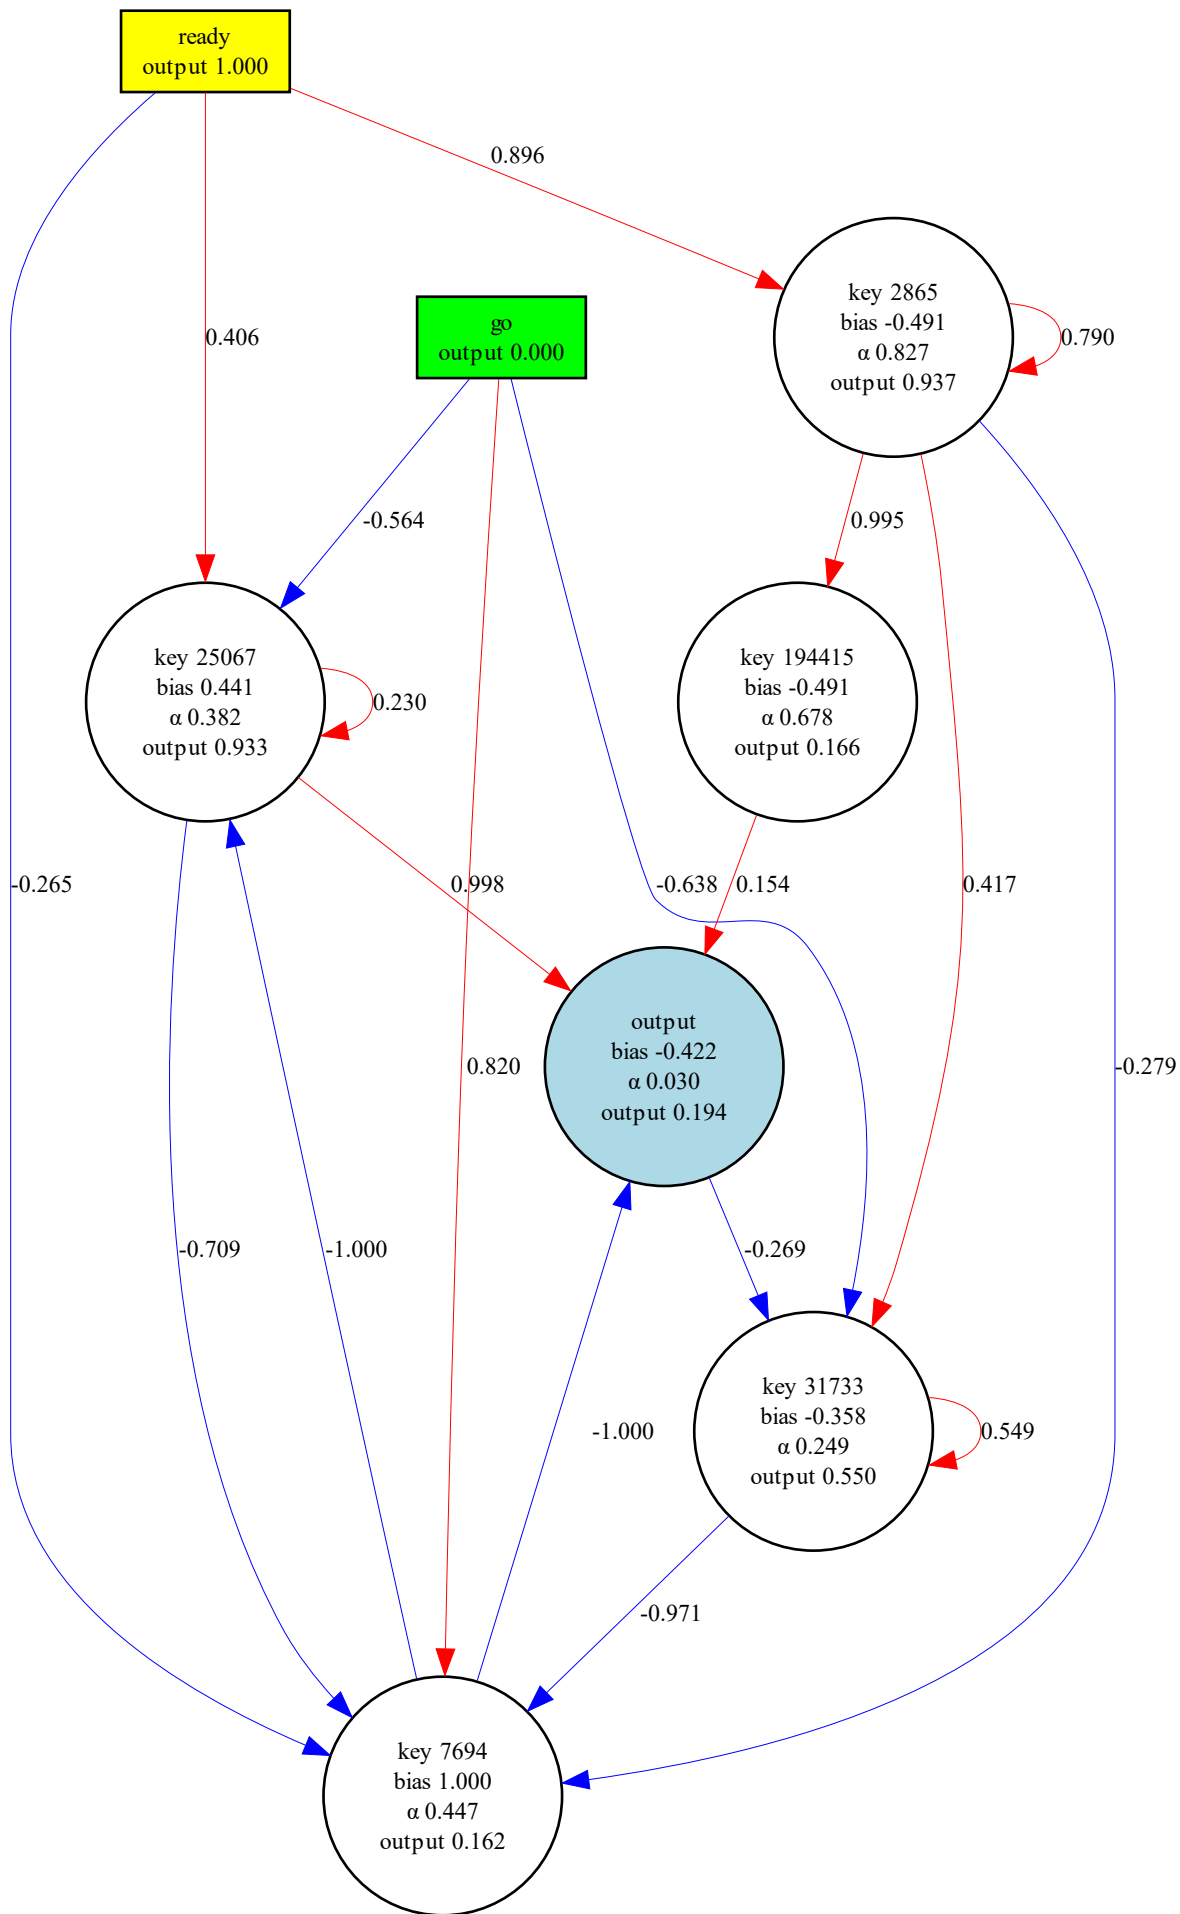 ready
output 1.000
0.896
key 2865
bias -0.491
α 0.827
output 0.937
0.790
go
output 0.000
0.406
-0.564
0.995
key 25067
bias 0.441
α 0.382
output 0.933
0.230
key 194415
bias -0.491
α 0.678
output 0.166
-0.265
0.998
-0.638
0.154
0.417
output
bias -0.422
α 0.030
output 0.194
0.820
-0.279
-0.709
-1.000
-0.269
-1.000
key 31733
bias -0.358
α 0.249
output 0.550
0.549
-0.971
key 7694
bias 1.000
α 0.447
output 0.162